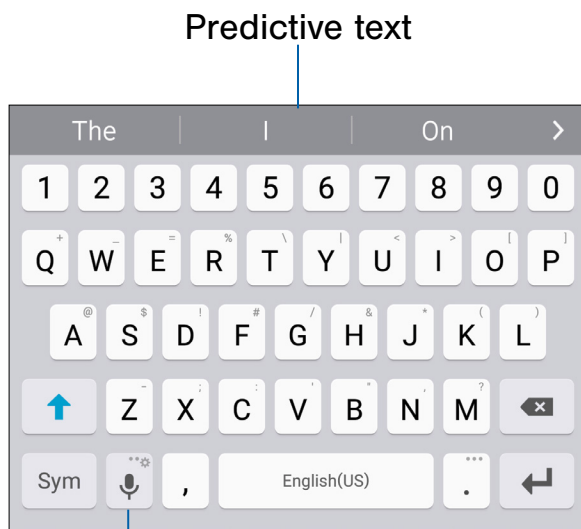 Predictive text
The I On >
1 2 3 4 5 6 7 8 9 0
+ _ = % \ | < > [ ]
Q W E R T Y U I O P
@ $ ! # / & * ( )
A S D F G H J K L
- ; : ' " , ?
Z X C V B N M
Sym , English(US) .